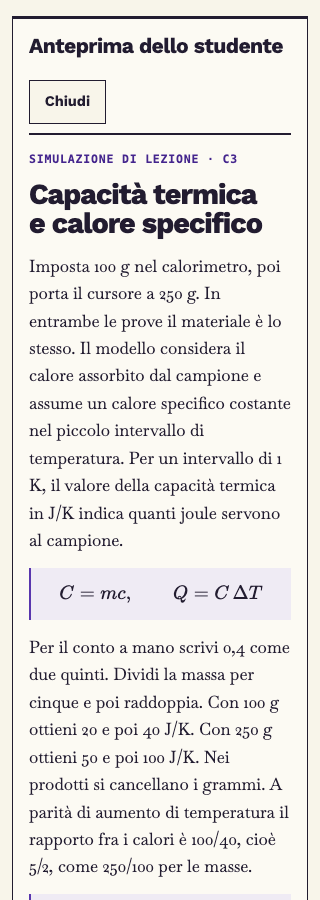 Anteprima dello studente
Chiudi
SIMULAZIONE DI LEZIONE · C3
Capacità termica
e calore specifico
Imposta 100 g nel calorimetro, poi
porta il cursore a 250 g. In
entrambe le prove il materiale è lo
stesso. Il modello considera il
calore assorbito dal campione e
assume un calore specifico costante
nel piccolo intervallo di
temperatura. Per un intervallo di 1
K, il valore della capacità termica
in J/K indica quanti joule servono
al campione.
C = mc, Q = C ΔT
Per il conto a mano scrivi 0,4 come
due quinti. Dividi la massa per
cinque e poi raddoppia. Con 100 g
ottieni 20 e poi 40 J/K. Con 250 g
ottieni 50 e poi 100 J/K. Nei
prodotti si cancellano i grammi. A
parità di aumento di temperatura il
rapporto fra i calori è 100/40, cioè
5/2, come 250/100 per le masse.